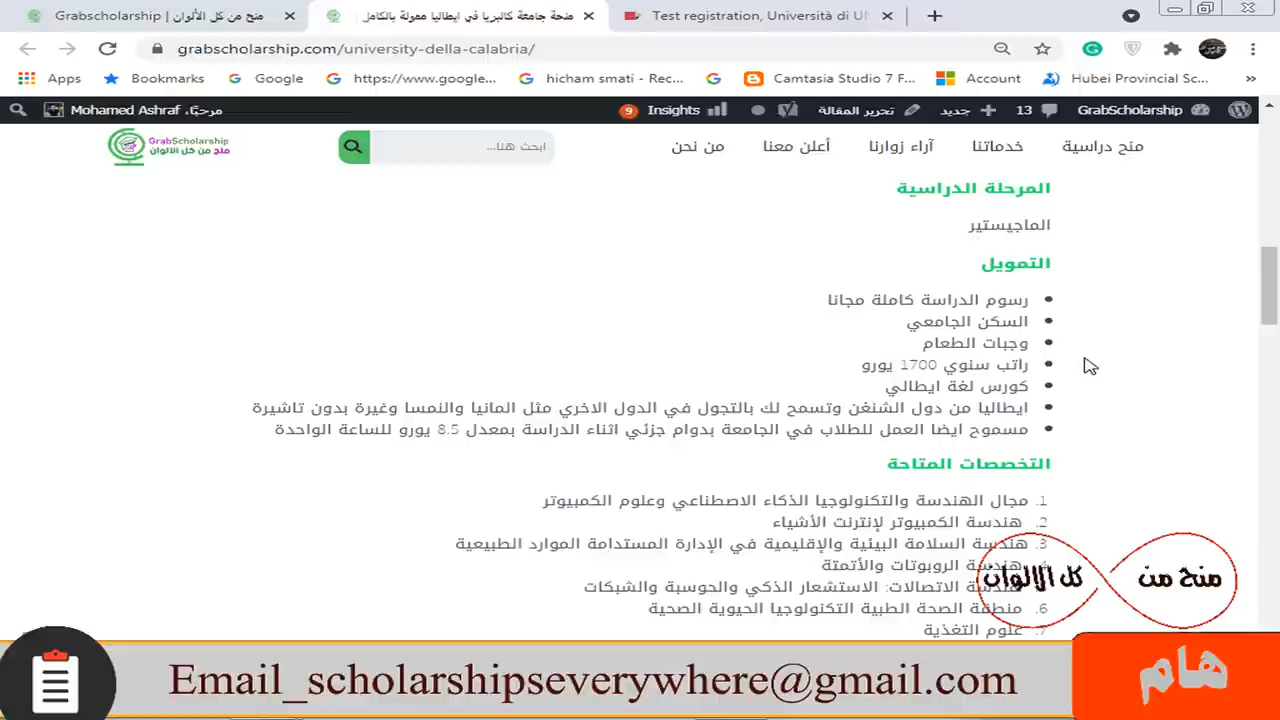 Grabscholarship | منح من كل الألوان
منحة جامعة كالبريا في ايطاليا ممولة بالكامل
Test registration, Università di UN
grabscholarship.com/university-della-calabria/
Apps
Bookmarks
Google
https://www.google...
hicham smati - Rec...
Camtasia Studio 7 F...
Account
Hubei Provincial Sc...
»
GrabScholarship
13
جديد
تحرير المقالة
Insights
9
مرحبًا، Mohamed Ashraf
GrabScholarship
منح من كل الألوان
منح دراسية
خدماتنا
آراء زوارنا
أعلن معنا
من نحن
ابحث هنا...
المرحلة الدراسية
الماجيستير
التمويل
رسوم الدراسة كاملة مجانا
السكن الجامعي
وجبات الطعام
راتب سنوي 1700 يورو
كورس لغة ايطالي
ايطاليا من دول الشنغن وتسمح لك بالتجول في الدول الاخري مثل المانيا والنمسا وغيرة بدون تاشيرة
مسموح ايضا العمل للطلاب في الجامعة بدوام جزئي اثناء الدراسة بمعدل 8.5 يورو للساعة الواحدة
التخصصات المتاحة
1. مجال الهندسة والتكنولوجيا الذكاء الاصطناعي وعلوم الكمبيوتر
2. هندسة الكمبيوتر لإنترنت الأشياء
3. هندسة السلامة البيئية والإقليمية في الإدارة المستدامة الموارد الطبيعية
هندسة الروبوتات والأتمتة
هندسة الاتصالات: الاستشعار الذكي والحوسبة والشبكات
6. منطقة الصحة الطبية التكنولوجيا الحيوية الصحية
7. علوم التغذية
منح من كل الالوان
Email_scholarshipseverywhere@gmail.com
هام